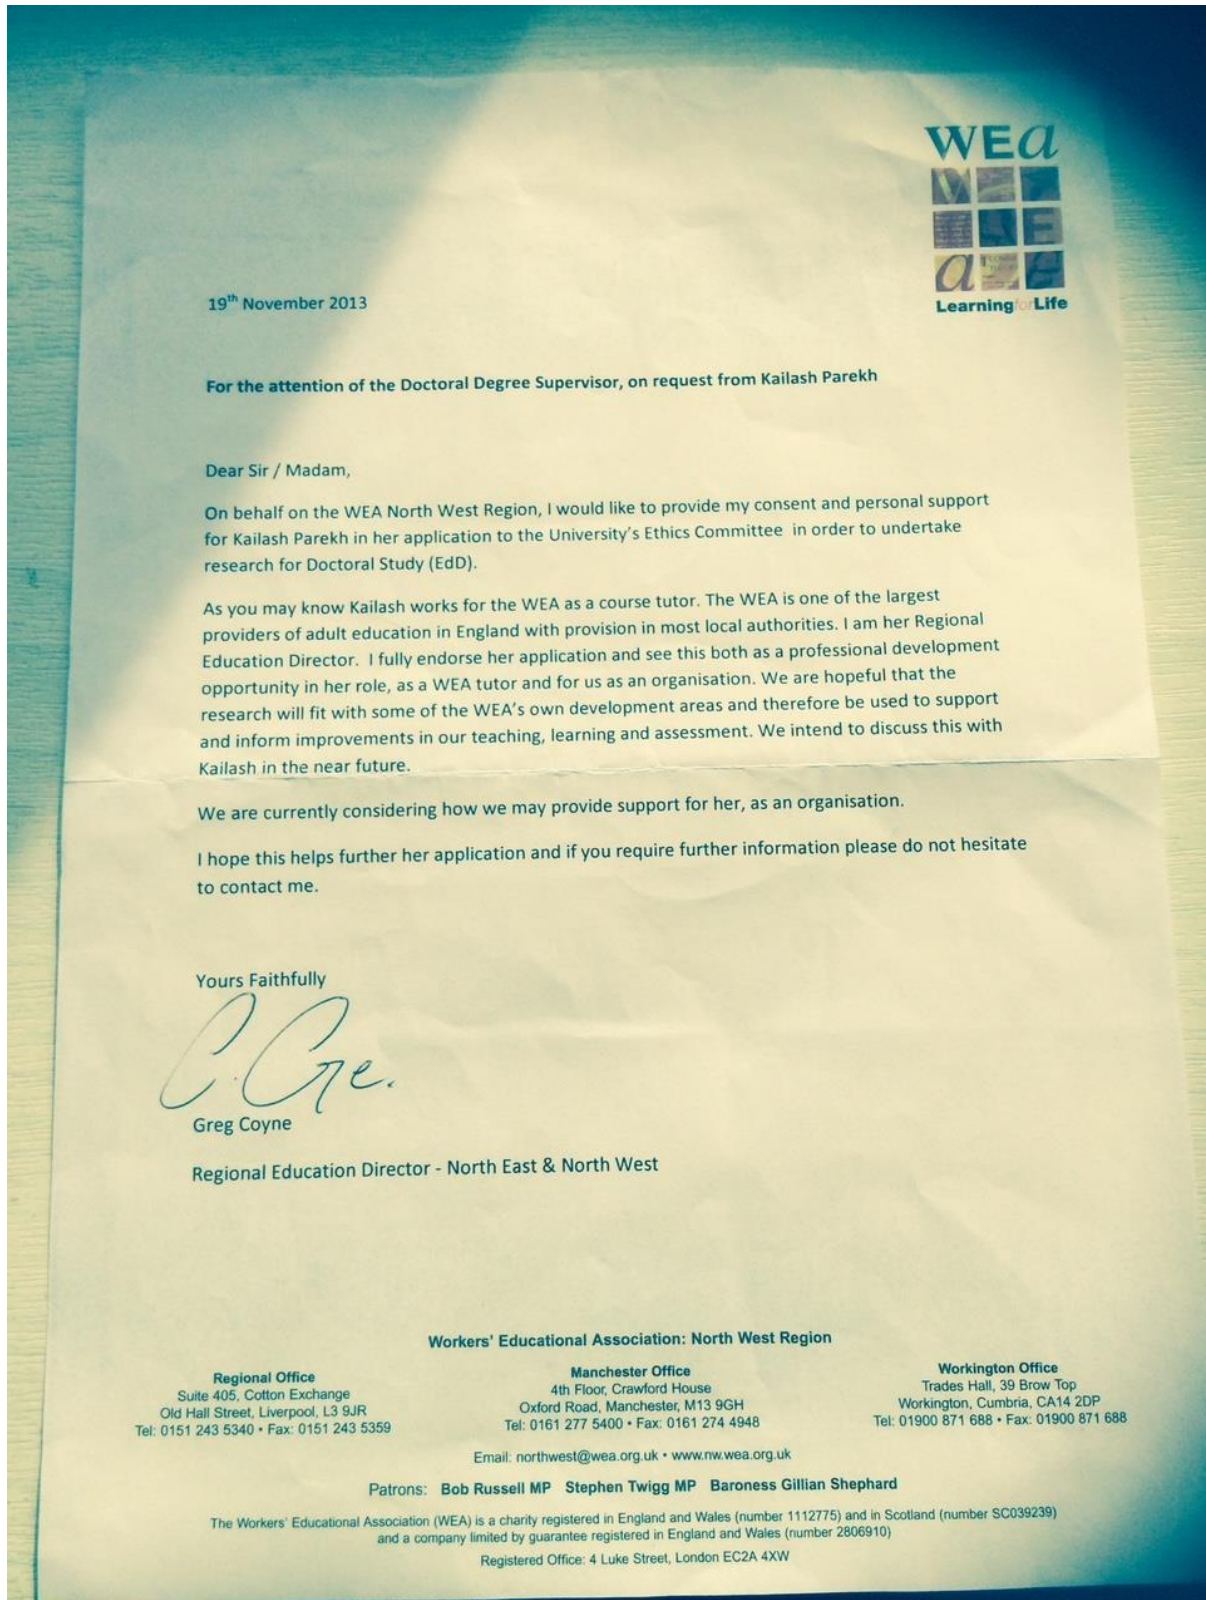 WEa
W
E
a
Learning for Life
19th November 2013
For the attention of the Doctoral Degree Supervisor, on request from Kailash Parekh
Dear Sir / Madam,
On behalf on the WEA North West Region, I would like to provide my consent and personal support
for Kailash Parekh in her application to the University's Ethics Committee in order to undertake
research for Doctoral Study (EdD).
As you may know Kailash works for the WEA as a course tutor. The WEA is one of the largest
providers of adult education in England with provision in most local authorities. I am her Regional
Education Director. I fully endorse her application and see this both as a professional development
opportunity in her role, as a WEA tutor and for us as an organisation. We are hopeful that the
research will fit with some of the WEA's own development areas and therefore be used to support
and inform improvements in our teaching, learning and assessment. We intend to discuss this with
Kailash in the near future.
We are currently considering how we may provide support for her, as an organisation.
I hope this helps further her application and if you require further information please do not hesitate
to contact me.
Yours Faithfully
Greg Coyne
Regional Education Director - North East & North West
Workers' Educational Association: North West Region
Regional Office
Suite 405, Cotton Exchange
Old Hall Street, Liverpool, L3 9JR
Tel: 0151 243 5340 • Fax: 0151 243 5359
Manchester Office
4th Floor, Crawford House
Oxford Road, Manchester, M13 9GH
Tel: 0161 277 5400 • Fax: 0161 274 4948
Workington Office
Trades Hall, 39 Brow Top
Workington, Cumbria, CA14 2DP
Tel: 01900 871 688 • Fax: 01900 871 688
Email: northwest@wea.org.uk • www.nw.wea.org.uk
Patrons: Bob Russell MP Stephen Twigg MP Baroness Gillian Shephard
The Workers' Educational Association (WEA) is a charity registered in England and Wales (number 1112775) and in Scotland (number SC039239)
and a company limited by guarantee registered in England and Wales (number 2806910)
Registered Office: 4 Luke Street, London EC2A 4XW